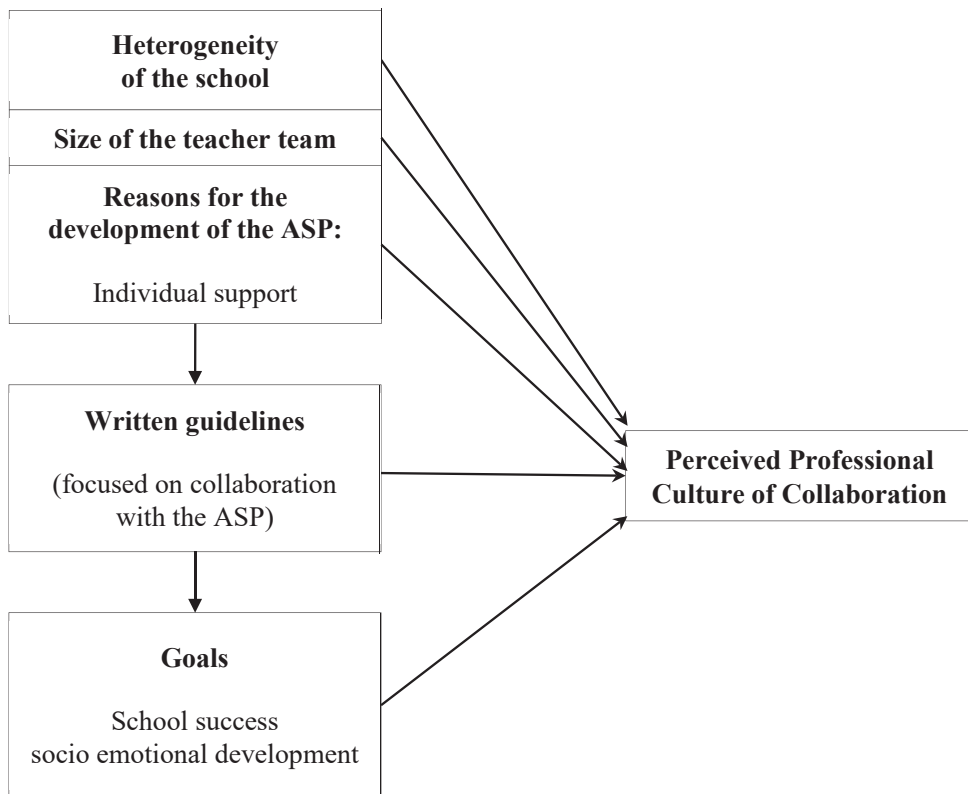 Heterogeneity
of the school
Size of the teacher team
Reasons for the
development of the ASP:
Individual support
Written guidelines
(focused on collaboration
with the ASP)
Goals
School success
socio emotional development
Perceived Professional
Culture of Collaboration